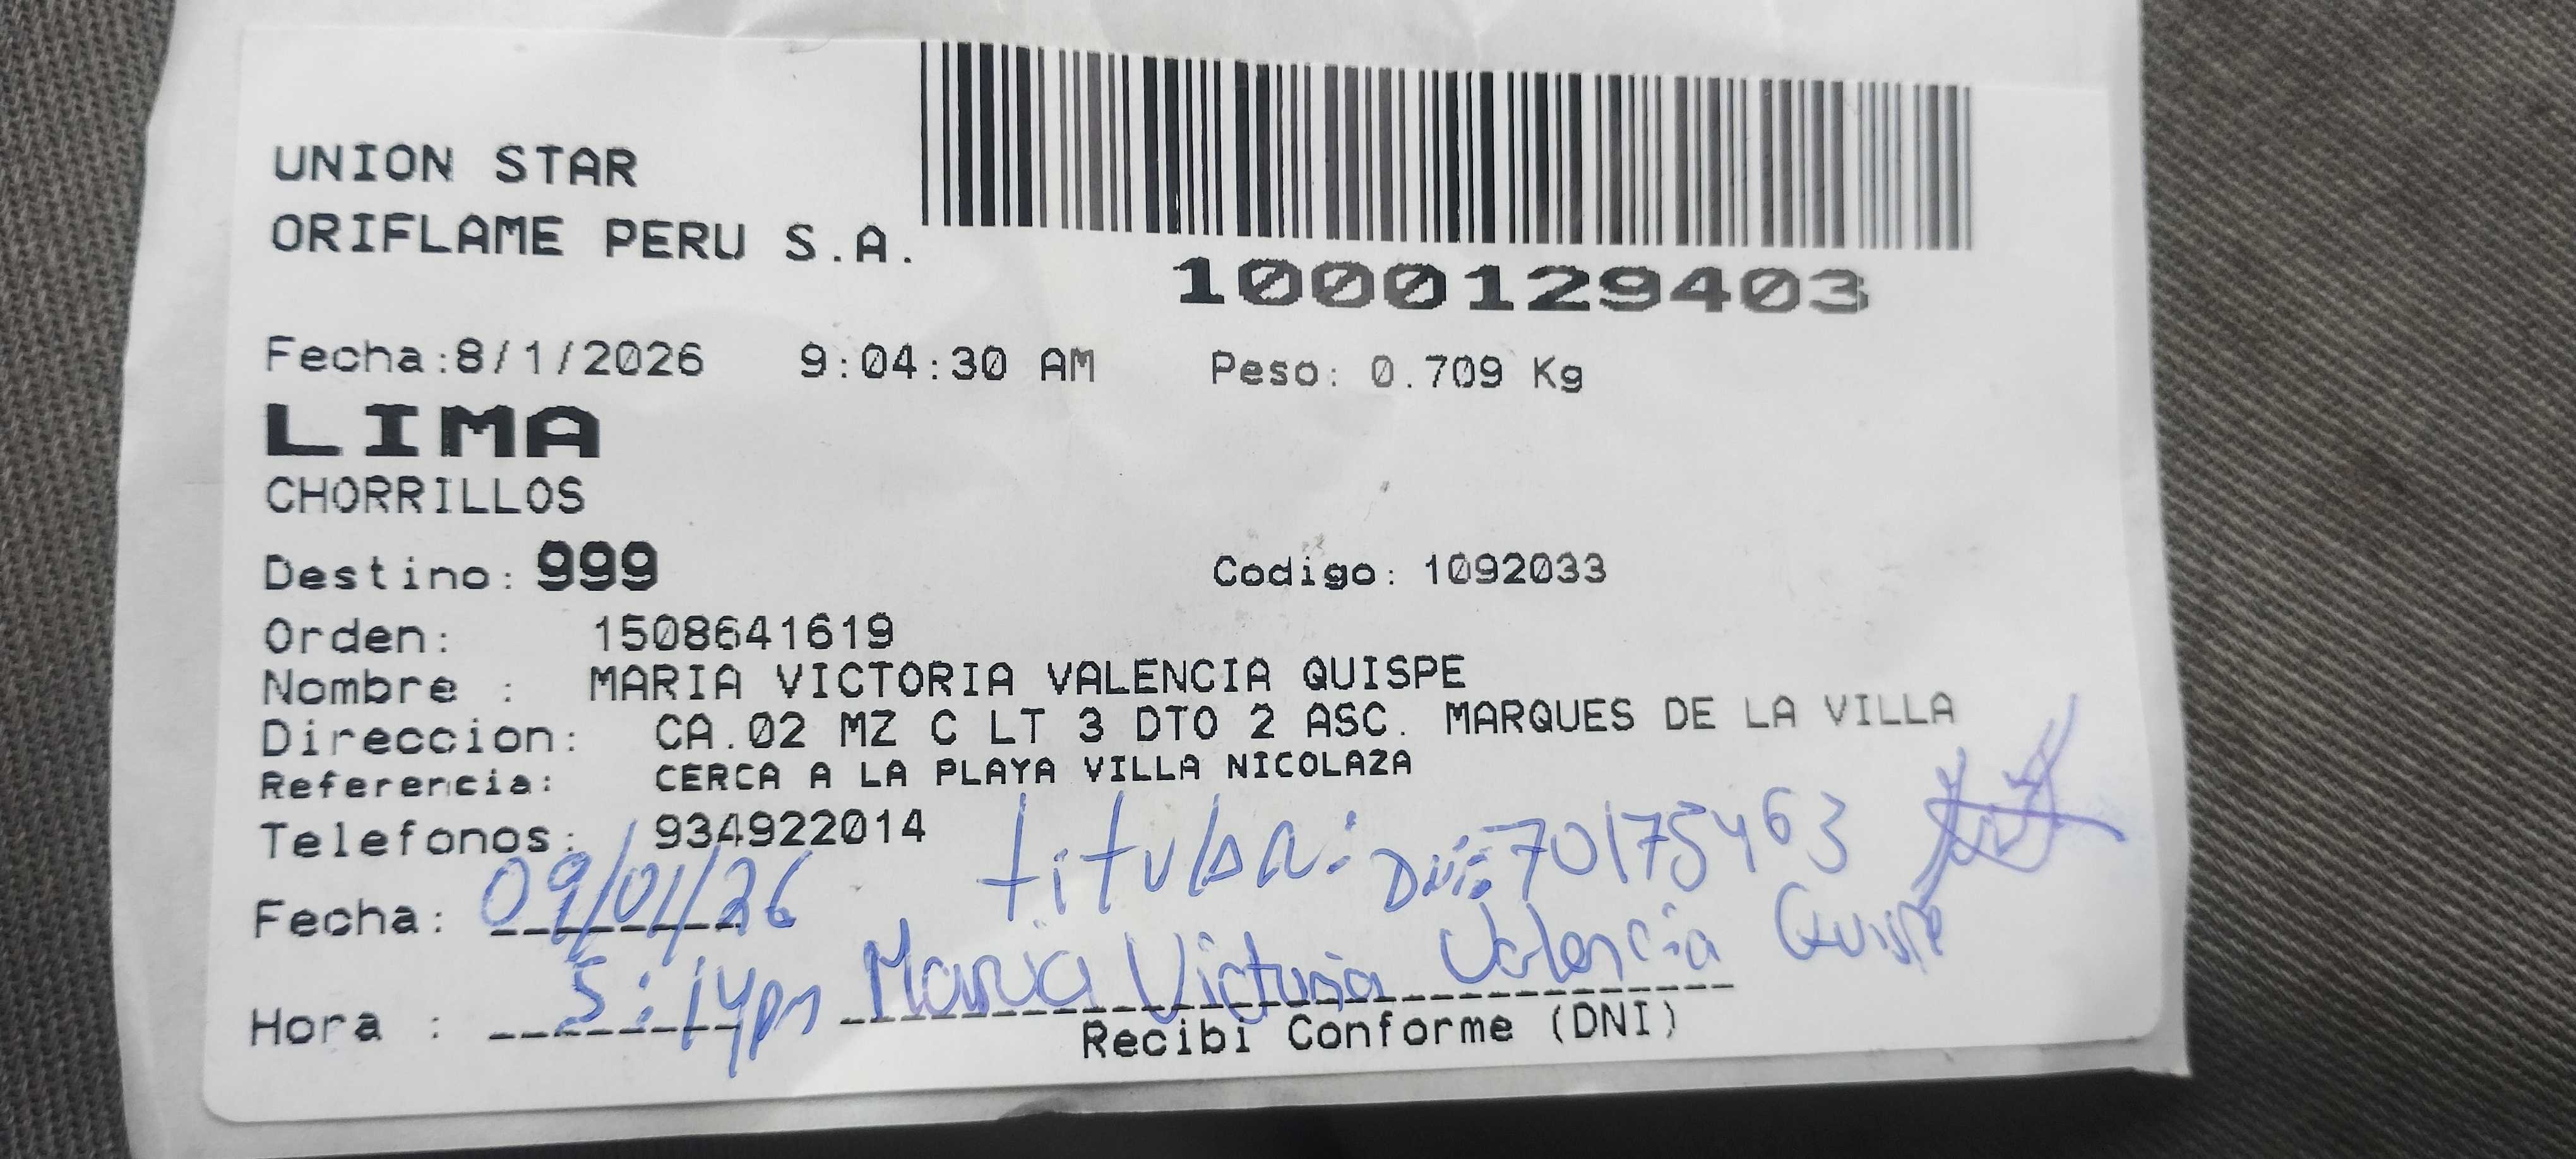 UNION STAR
ORIFLAME PERU S.A.
1000129403
Fecha:8/1/2026 9:04:30 AM Peso: 0.709 Kg
LIMA
CHORRILLOS
Destino: 999 Codigo: 1092033
Orden: 1508641619
Nombre : MARIA VICTORIA VALENCIA QUISPE
Direccion: CA.02 MZ C LT 3 DTO 2 ASC. MARQUES DE LA VILLA
Referencia: CERCA A LA PLAYA VILLA NICOLAZA
Telefonos: 934922014
titular: DNI: 70175463
Fecha: 09/01/26
Maria Victoria Valencia Quispe
Hora : 5:14pm
Recibi Conforme (DNI)